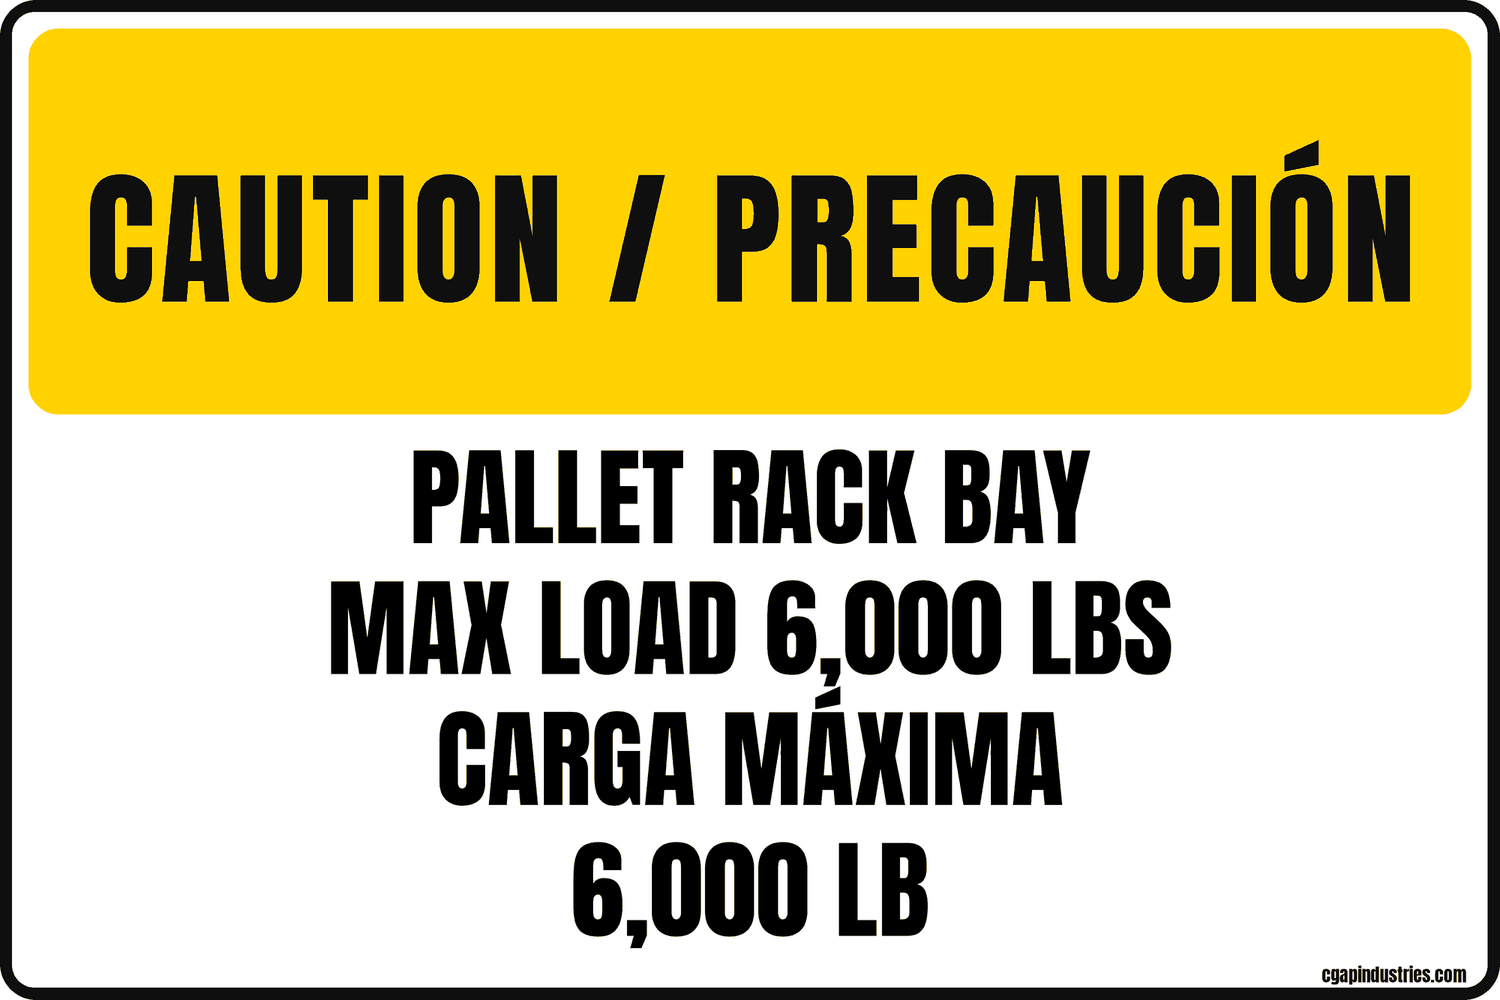 CAUTION / PRECAUCIÓN
PALLET RACK BAY
MAX LOAD 6,000 LBS
CARGA MÁXIMA
6,000 LB
cgapindustries.com